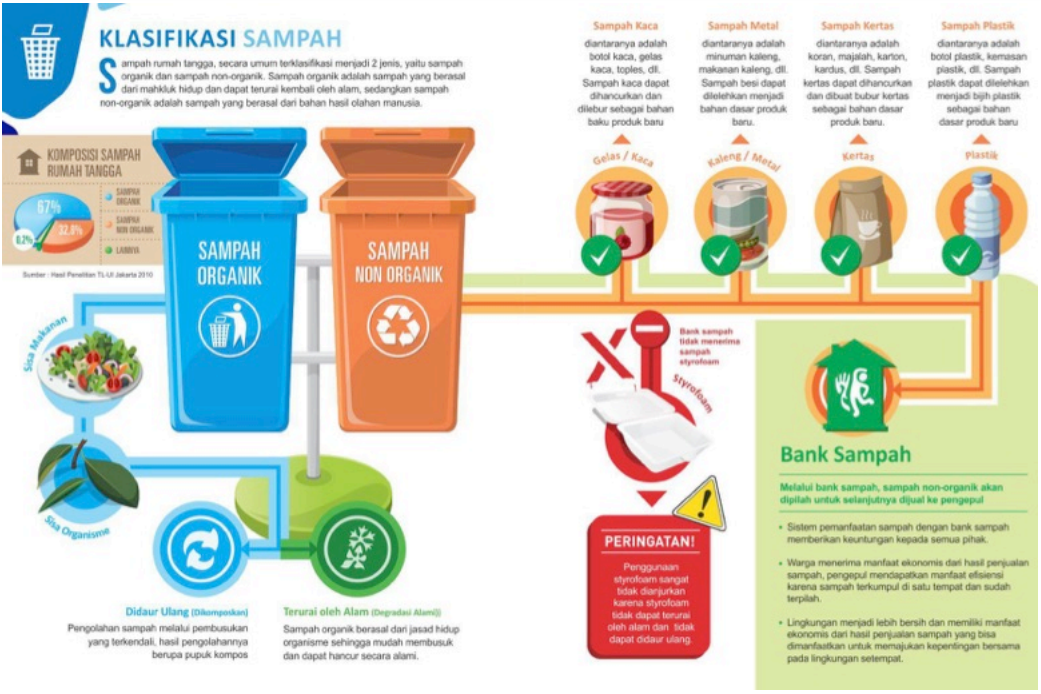 KLASIFIKASI SAMPAH
Sampah rumah tangga, secara umum terklasifikasi menjadi 2 jenis, yaitu sampah
organik dan sampah non-organik. Sampah organik adalah sampah yang berasal
dari mahkluk hidup dan dapat terurai kembali oleh alam, sedangkan sampah
non-organik adalah sampah yang berasal dari bahan hasil olahan manusia.
KOMPOSISI SAMPAH
RUMAH TANGGA
67%
32.8%
0.2%
SAMPAH
ORGANIK
SAMPAH
NON ORGANIK
LAINNYA
Sumber : Hasil Penelitian TL-UI Jakarta 2010
SAMPAH
ORGANIK
SAMPAH
NON ORGANIK
Sisa Makanan
Sisa Organisme
Didaur Ulang (Dikomposkan)
Pengolahan sampah melalui pembusukan
yang terkendali, hasil pengolahannya
berupa pupuk kompos
Terurai oleh Alam (Degradasi Alami))
Sampah organik berasal dari jasad hidup
organisme sehingga mudah membusuk
dan dapat hancur secara alami.
Sampah Kaca
diantaranya adalah
botol kaca, gelas
kaca, toples, dll.
Sampah kaca dapat
dihancurkan dan
dilebur sebagai bahan
baku produk baru
Gelas / Kaca
Sampah Metal
diantaranya adalah
minuman kaleng,
makanan kaleng, dll.
Sampah besi dapat
dilelehkan menjadi
bahan dasar produk
baru.
Kaleng / Metal
Sampah Kertas
diantaranya adalah
koran, majalah, karton,
kardus, dll. Sampah
kertas dapat dihancurkan
dan dibuat bubur kertas
sebagai bahan dasar
produk baru.
Kertas
Sampah Plastik
diantaranya adalah
botol plastik, kemasan
plastik, dll. Sampah
plastik dapat dilelehkan
menjadi bijih plastik
sebagai bahan
dasar produk baru
Plastik
Bank sampah
tidak menerima
sampah
styrofoam
Styrofoam
PERINGATAN!
Penggunaan
styrofoam sangat
tidak dianjurkan
karena styrofoam
tidak dapat terurai
oleh alam dan tidak
dapat didaur ulang.
Bank Sampah
Melalui bank sampah, sampah non-organik akan
dipilah untuk selanjutnya dijual ke pengepul
• Sistem pemanfaatan sampah dengan bank sampah
memberikan keuntungan kepada semua pihak.
• Warga menerima manfaat ekonomis dari hasil penjualan
sampah, pengepul mendapatkan manfaat efisiensi
karena sampah terkumpul di satu tempat dan sudah
terpilah.
• Lingkungan menjadi lebih bersih dan memiliki manfaat
ekonomis dari hasil penjualan sampah yang bisa
dimanfaatkan untuk memajukan kepentingan bersama
pada lingkungan setempat.